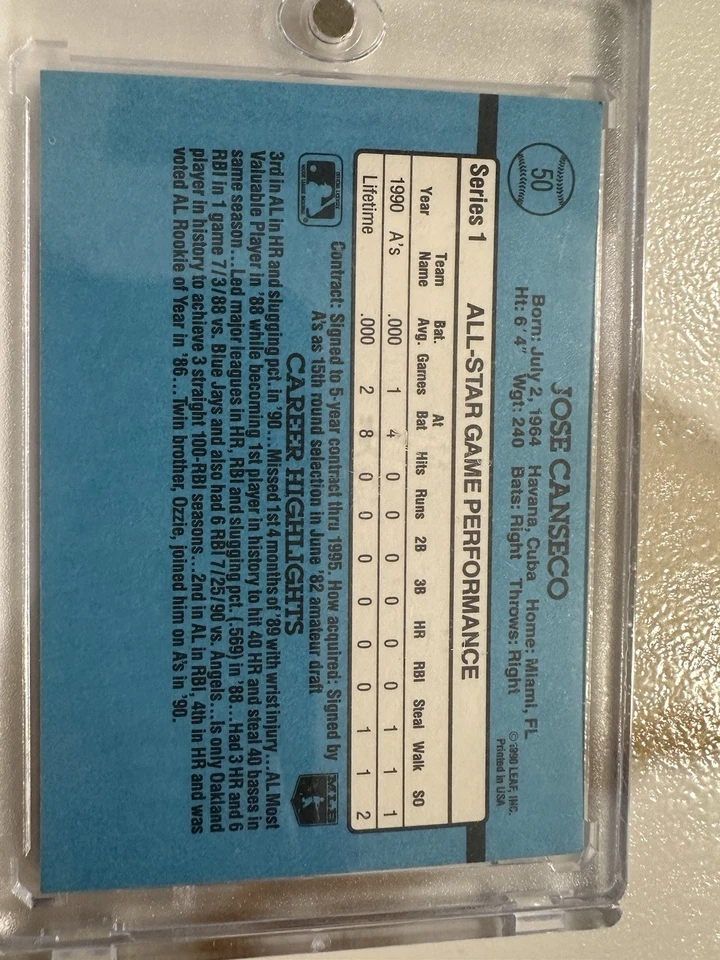 50
JOSE CANSECO
Born: July 2, 1964 Havana, Cuba Home: Miami, FL
Ht: 6'4" Wgt: 240 Bats: Right Throws: Right
© 1990 LEAF, INC.
Printed in USA
Series 1 ALL-STAR GAME PERFORMANCE
Team Bat. At
Year Name Avg. Games Bat Hits Runs 2B 3B HR RBI Steal Walk SO
1990 A's .000 1 4 0 0 0 0 0 0 1 1 1
Lifetime .000 2 8 0 0 0 0 0 0 1 1 2
Contract: Signed to 5-year contract thru 1995. How acquired: Signed by
A's as 15th round selection in June '82 amateur draft
MLB
CAREER HIGHLIGHTS
3rd in AL in HR and slugging pct. in '90...Missed 1st 4 months of '89 with wrist injury...AL Most
Valuable Player in '88 while becoming 1st player in history to hit 40 HR and steal 40 bases in
same season...Led major leagues in HR, RBI and slugging pct. (.569) in '88...Had 3 HR and 6
RBI in 1 game 7/3/88 vs. Blue Jays and also had 6 RBI 7/25/90 vs. Angels...Is only Oakland
player in history to achieve 3 straight 100-RBI seasons...2nd in AL in RBI, 4th in HR and was
voted AL Rookie of Year in '86...Twin brother, Ozzie, joined him on A's in '90.